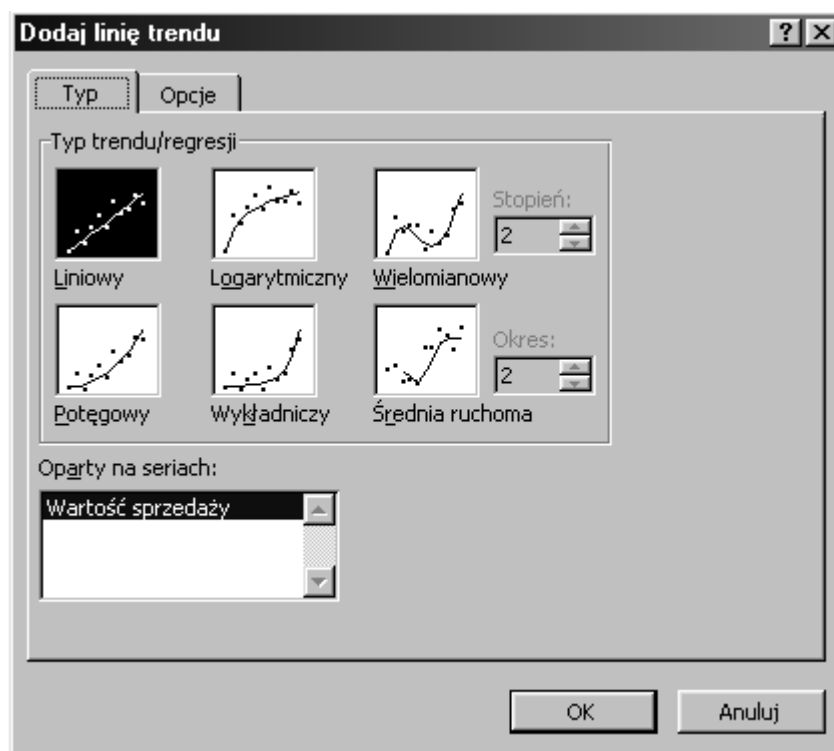 Dodaj linię trendu
Typ Opcje
Typ trendu/regresji
Stopień:
2
Liniowy Logarytmiczny Wielomianowy
Okres:
2
Potęgowy Wykładniczy Średnia ruchoma
Oparty na seriach:
Wartość sprzedaży
OK Anuluj